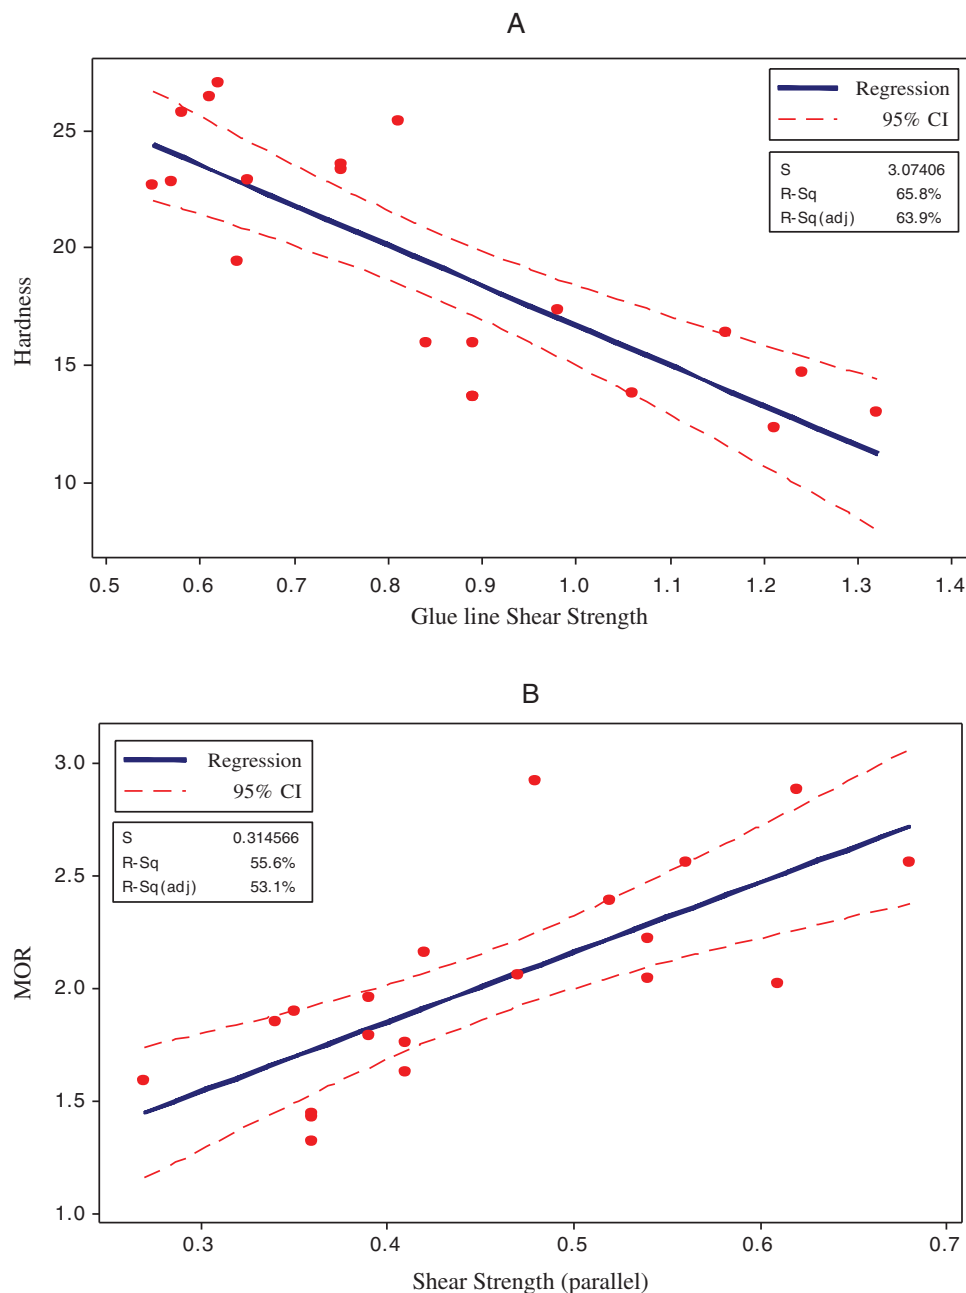 A
Regression
95% CI
S 3.07406
R-Sq 65.8%
R-Sq(adj) 63.9%
25
20
15
10
Hardness
0.5 0.6 0.7 0.8 0.9 1.0 1.1 1.2 1.3 1.4
Glue line Shear Strength
B
Regression
95% CI
S 0.314566
R-Sq 55.6%
R-Sq(adj) 53.1%
3.0
2.5
2.0
1.5
1.0
MOR
0.3 0.4 0.5 0.6 0.7
Shear Strength (parallel)